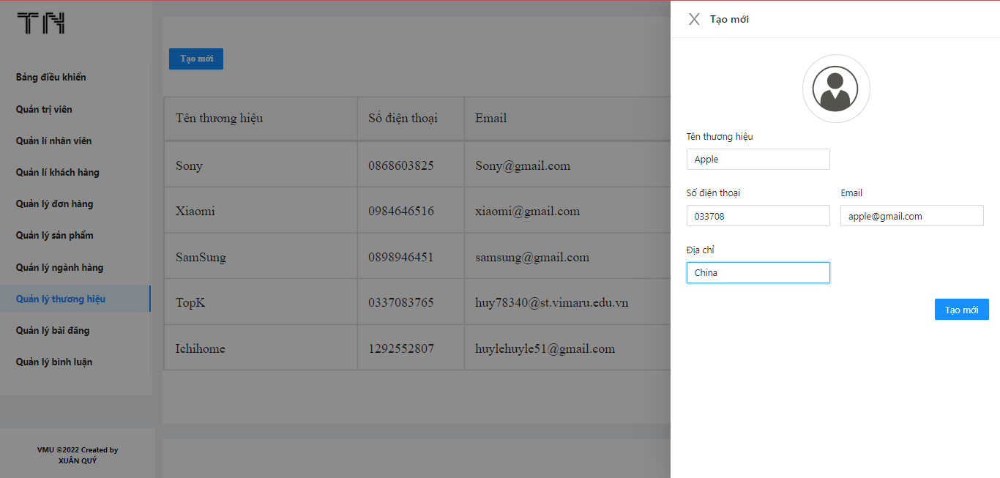 TN
Bảng điều khiển
Quản trị viên
Quản lí nhân viên
Quản lí khách hàng
Quản lý đơn hàng
Quản lý sản phẩm
Quản lý ngành hàng
Quản lý thương hiệu
Quản lý bài đăng
Quản lý bình luận
VMU ©2022 Created by
XUÂN QUÝ
Tạo mới
Tên thương hiệu Số điện thoại Email
Sony 0868603825 Sony@gmail.com
Xiaomi 0984646516 xiaomi@gmail.com
SamSung 0898946451 samsung@gmail.com
TopK 0337083765 huy78340@st.vimaru.edu.vn
Ichihome 1292552807 huylehuyle51@gmail.com
X Tạo mới
Tên thương hiệu
Apple
Số điện thoại Email
033708 apple@gmail.com
Địa chỉ
China
Tạo mới